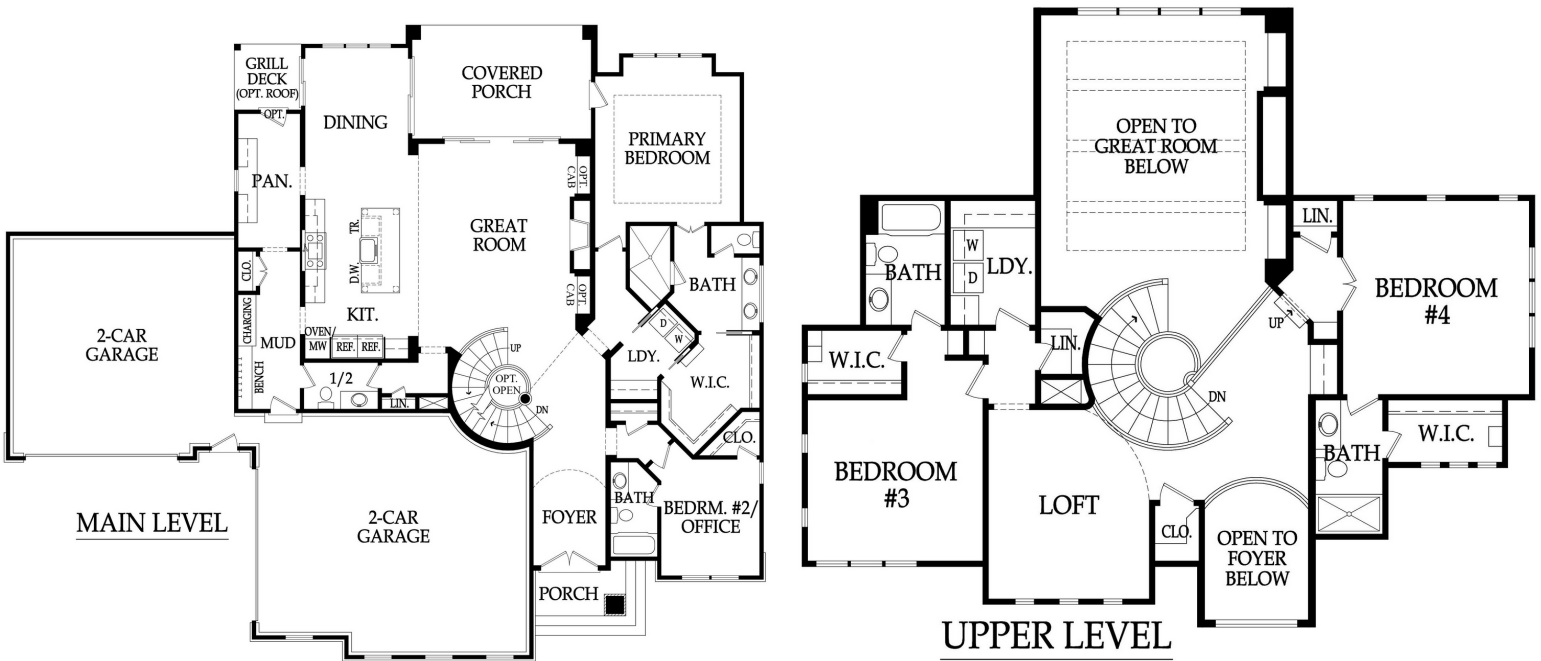 GRILL
DECK
(OPT. ROOF)
OPT.
DINING
COVERED
PORCH
PRIMARY
BEDROOM
PAN.
OPT.
CAB
GREAT
ROOM
TR.
D.W.
CLO.
BATH
OPT.
CAB
CHARGING
MUD
KIT.
2-CAR
GARAGE
OVEN/
MW
REF.
REF.
UP
D
W
LDY.
W.I.C.
BENCH
1/2
OPT.
OPEN
LIN.
DN
CLO.
BATH
BEDRM. #2/
OFFICE
FOYER
2-CAR
GARAGE
PORCH
MAIN LEVEL
OPEN TO
GREAT ROOM
BELOW
LIN.
W
D
BATH
LDY.
BEDROOM
#4
UP
W.I.C.
LIN.
DN
BATH
W.I.C.
BEDROOM
#3
LOFT
CLO.
OPEN TO
FOYER
BELOW
UPPER LEVEL